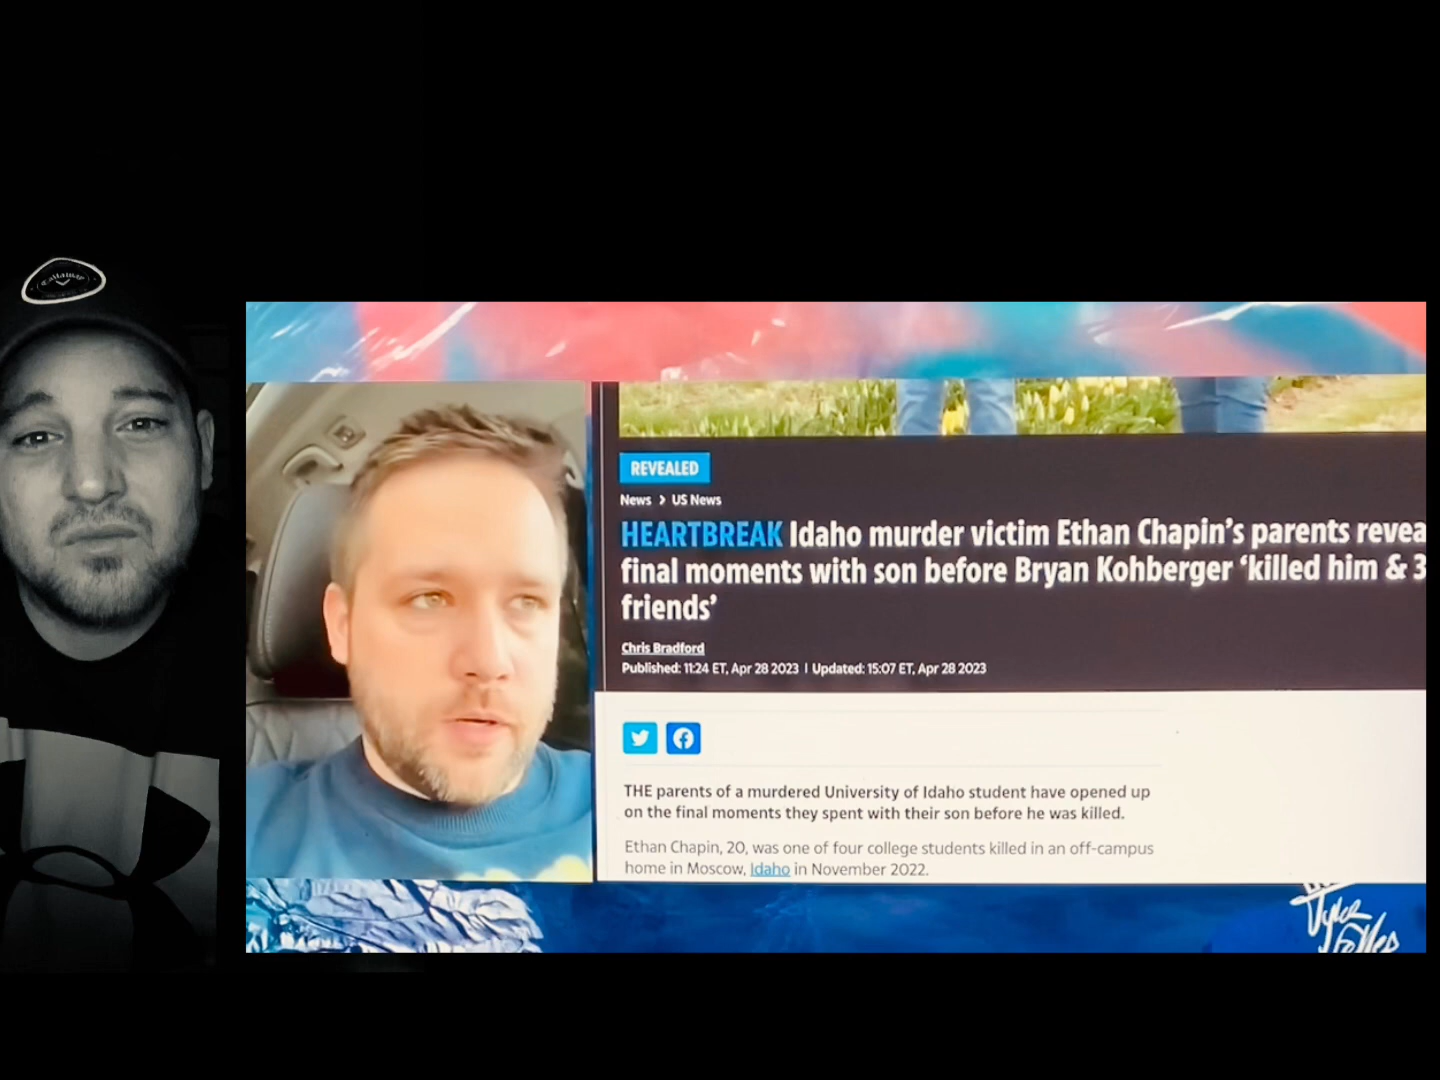 Callaway
REVEALED
News > US News
HEARTBREAK Idaho murder victim Ethan Chapin's parents revea
final moments with son before Bryan Kohberger 'killed him & 3
friends'
Chris Bradford
Published: 11:24 ET, Apr 28 2023 | Updated: 15:07 ET, Apr 28 2023
THE parents of a murdered University of Idaho student have opened up
on the final moments they spent with their son before he was killed.
Ethan Chapin, 20, was one of four college students killed in an off-campus
home in Moscow, Idaho in November 2022.